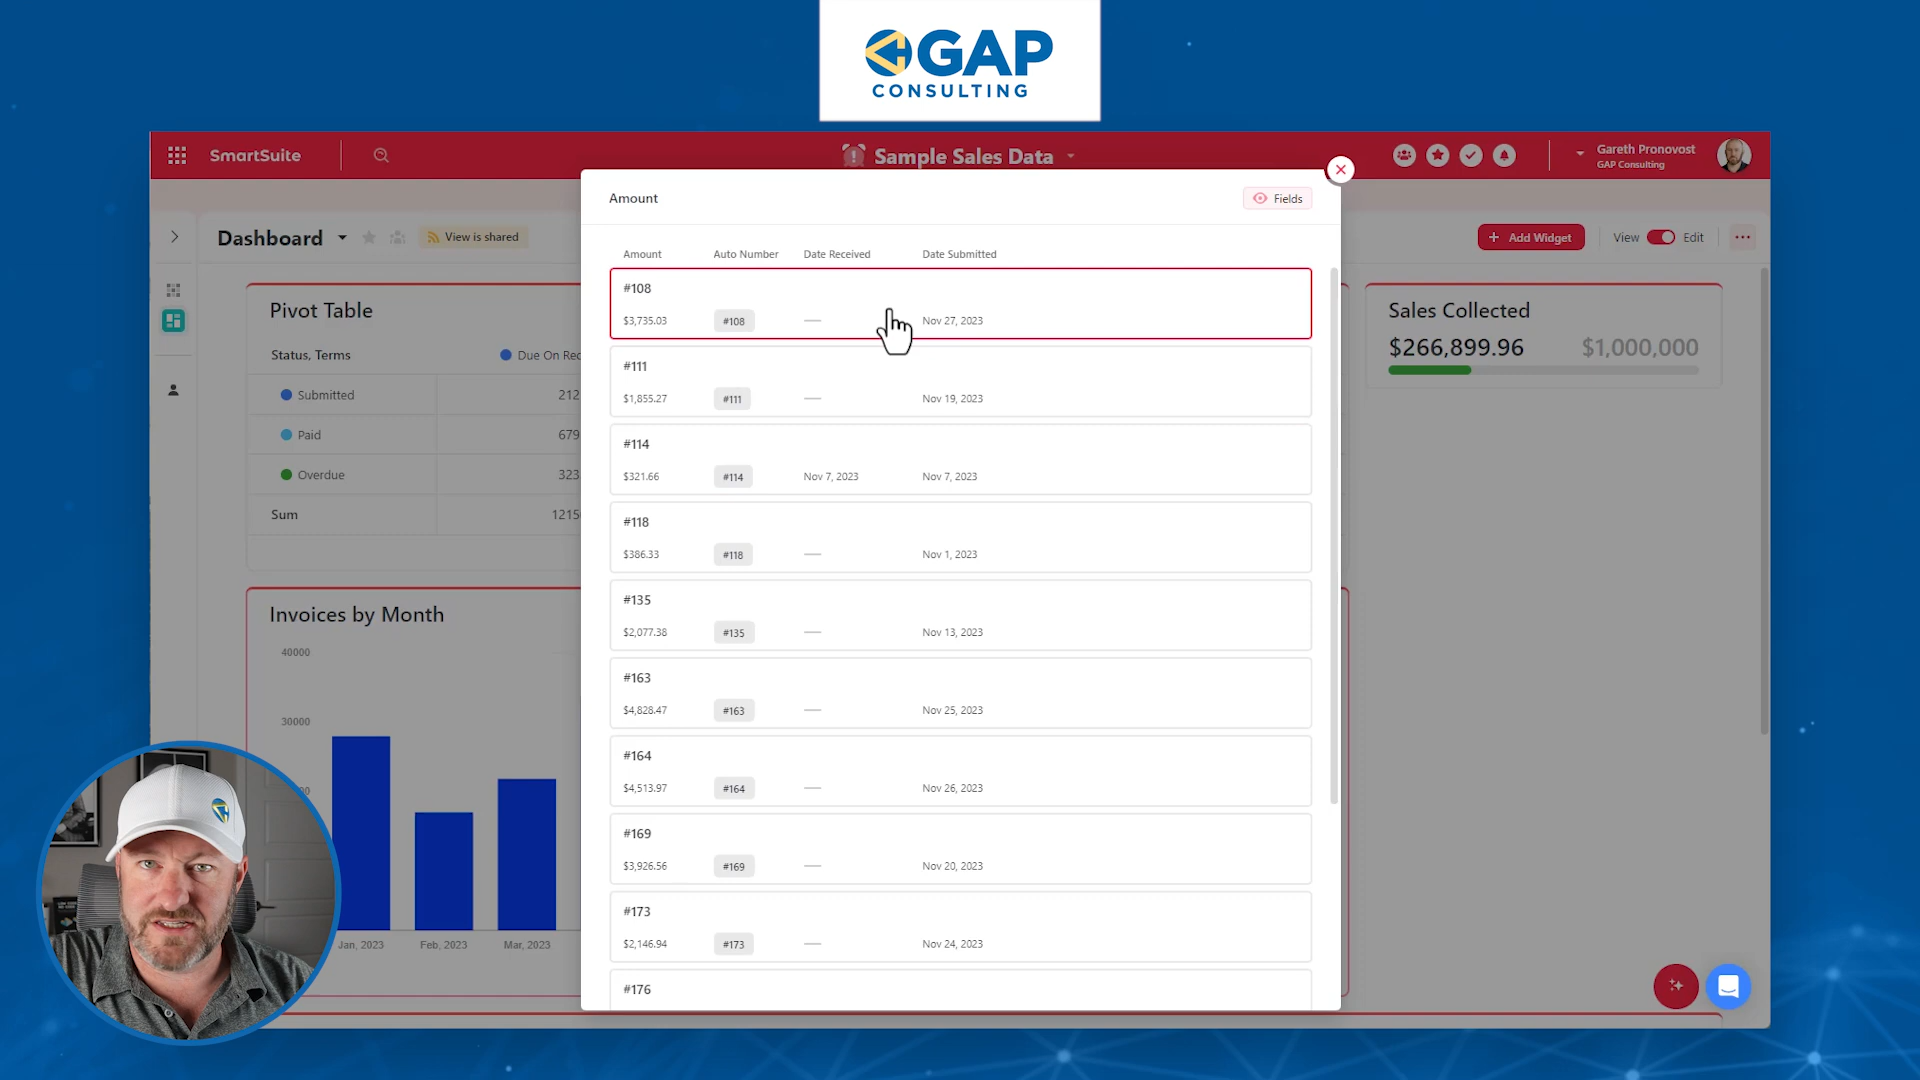 GAP
CONSULTING
SmartSuite
Sample Sales Data
Gareth Pronovost
GAP Consulting
Dashboard
View is shared
Add Widget
View
Edit
Amount
Fields
Amount Auto Number Date Received Date Submitted
#108
$3,735.03 #108 — Nov 27, 2023
#111
$1,855.27 #111 — Nov 19, 2023
#114
$321.66 #114 Nov 7, 2023 Nov 7, 2023
#118
$386.33 #118 — Nov 1, 2023
#135
$2,077.38 #135 — Nov 13, 2023
#163
$4,828.47 #163 — Nov 25, 2023
#164
$4,513.97 #164 — Nov 26, 2023
#169
$3,926.56 #169 — Nov 20, 2023
#173
$2,146.94 #173 — Nov 24, 2023
#176
Pivot Table
Status, Terms Due On
Submitted 212
Paid 679
Overdue 323
Sum
Invoices by Month
40000
30000
Jan, 2023 Feb, 2023 Mar, 2023
Sales Collected
$266,899.96 $1,000,000